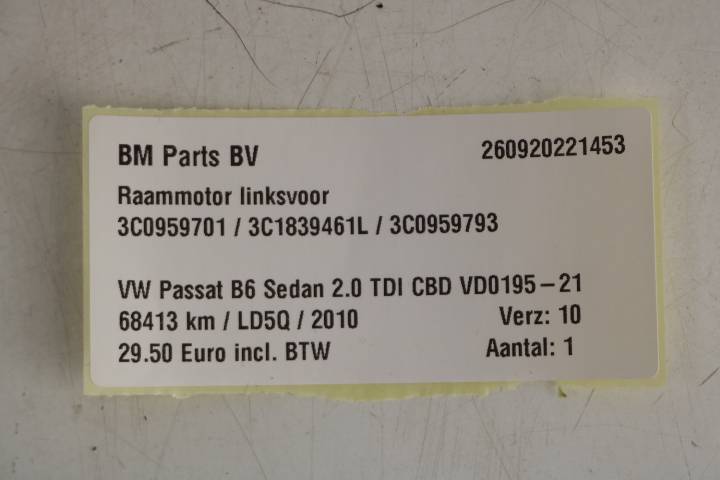 BM Parts BV 260920221453
Raammotor linksvoor
3C0959701 / 3C1839461L / 3C0959793
VW Passat B6 Sedan 2.0 TDI CBD VD0195-21
68413 km / LD5Q / 2010 Verz: 10
29.50 Euro incl. BTW Aantal: 1